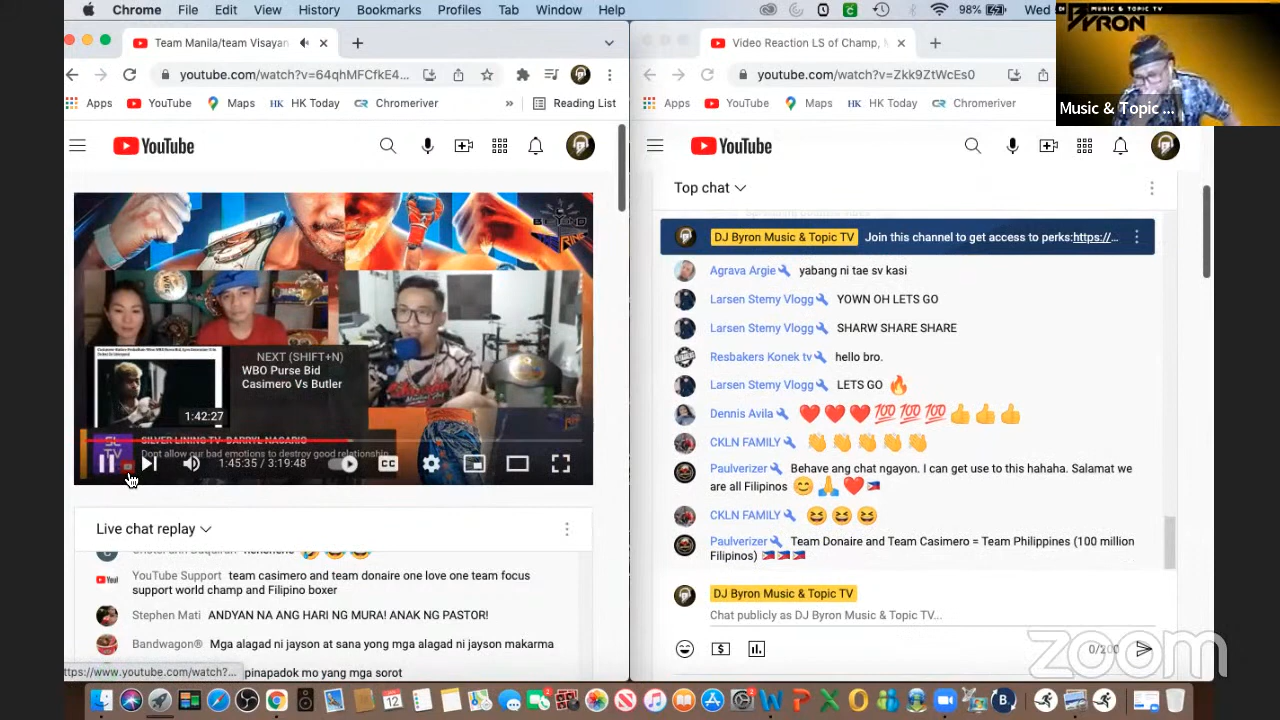 Chrome File Edit View History Bookmarks Profiles Tab Window Help 98% Wed
Team Manila/team Visayan
youtube.com/watch?v=64qhMFCfkE4...
Apps YouTube Maps HK HK Today CR Chromeriver » Reading List
YouTube
BEYOND
THE
RING
NEXT (SHIFT+N)
WBO Purse Bid
Casimero Vs Butler
1:42:27
SILVER LINING TV- DARRYL NAGARIO
Dont allow our bad emotions to destroy good relationship
1:45:35 / 3:19:48
CC
Live chat replay
YouTube Support team casimero and team donaire one love one team focus
support world champ and Filipino boxer
Stephen Mati ANDYAN NA ANG HARI NG MURA! ANAK NG PASTOR!
Bandwagon® Mga alagad ni jayson at sana yong mga alagad ni jayson makarma
pinapadok mo yang mga sorot
ttps://www.youtube.com/watch?...
Video Reaction LS of Champ,
youtube.com/watch?v=Zkk9ZtWcEs0
Apps YouTube Maps HK HK Today CR Chromeriver
YouTube
Top chat
DJ Byron Music & Topic TV Join this channel to get access to perks:https://...
Agrava Argie yabang ni tae sv kasi
Larsen Stemy Vlogg YOWN OH LETS GO
Larsen Stemy Vlogg SHARW SHARE SHARE
Resbakers Konek tv hello bro.
Larsen Stemy Vlogg LETS GO 🔥
Dennis Avila ❤️❤️❤️💯💯💯👍👍👍
CKLN FAMILY 👏👏👏👏👏
Paulverizer Behave ang chat ngayon. I can get use to this hahaha. Salamat we
are all Filipinos 😊🙏❤️🇵🇭
CKLN FAMILY 😆😆😆
Paulverizer Team Donaire and Team Casimero = Team Philippines (100 million
Filipinos) 🇵🇭🇵🇭🇵🇭
DJ Byron Music & Topic TV
Chat publicly as DJ Byron Music & Topic TV...
0/200
MUSIC & TOPIC TV
BYRON
Music & Topic ...
zoom